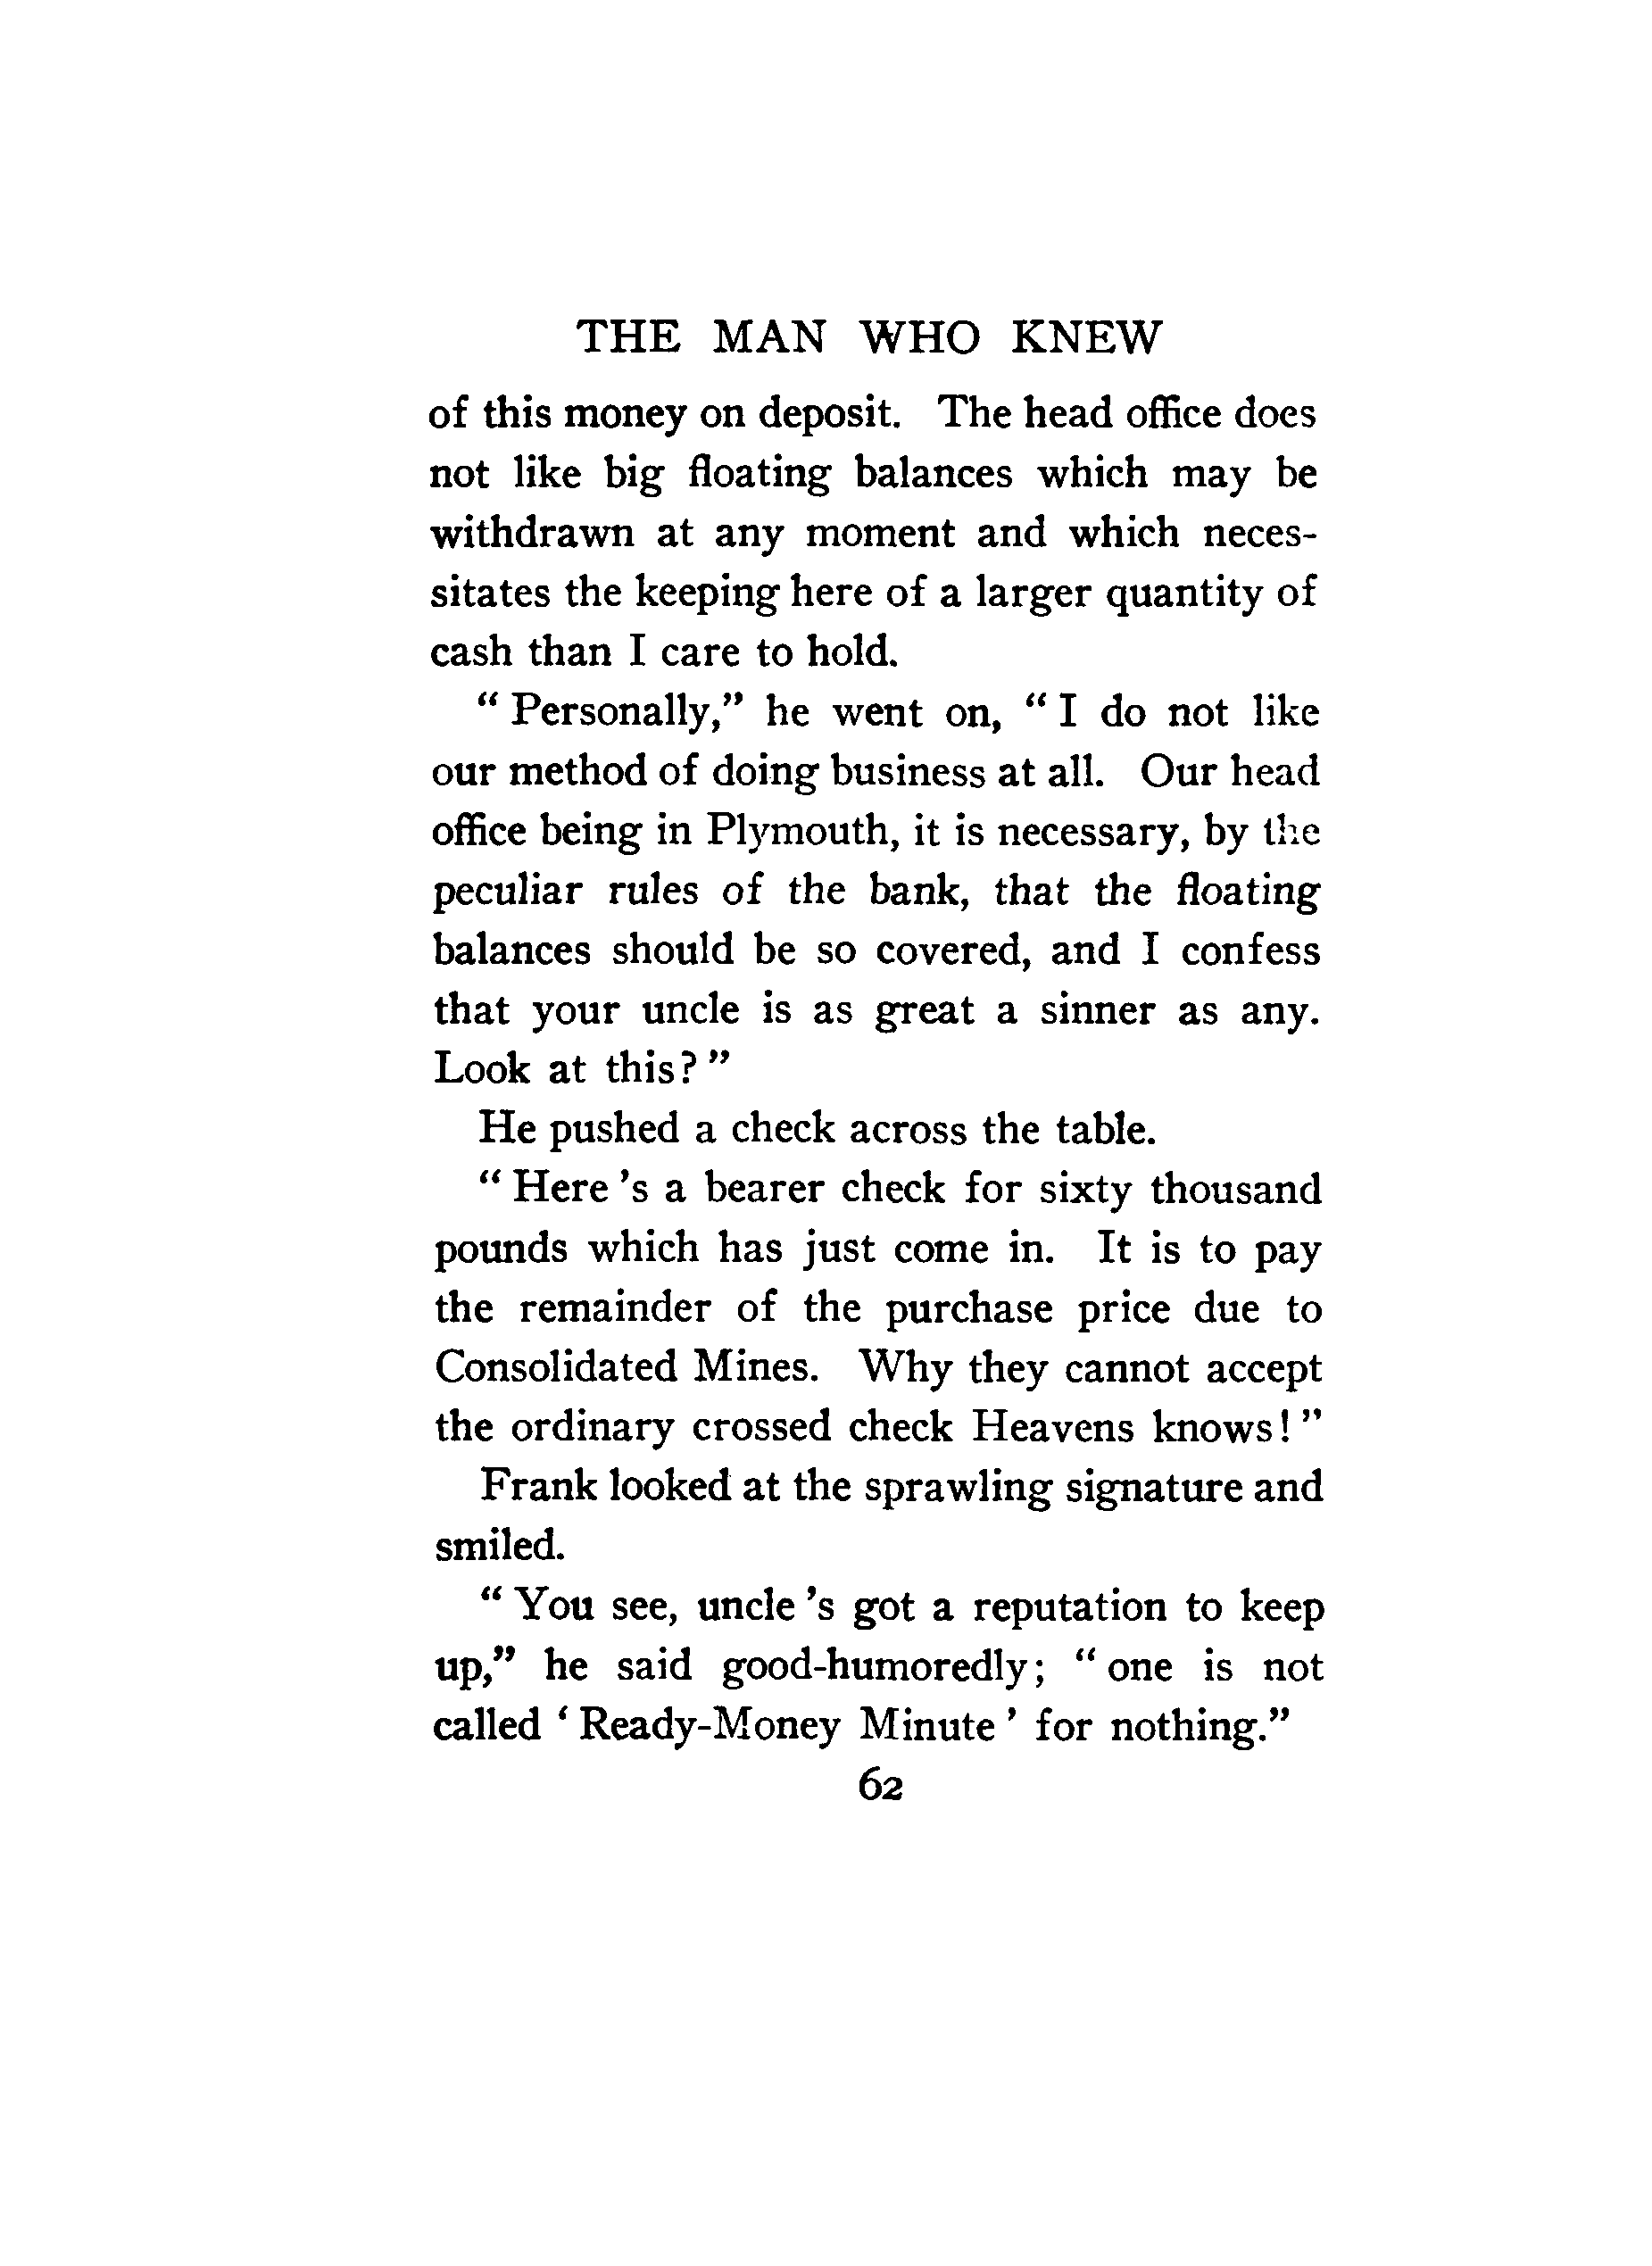 THE MAN WHO KNEW
of this money on deposit. The head office does
not like big floating balances which may be
withdrawn at any moment and which neces-
sitates the keeping here of a larger quantity of
cash than I care to hold.
“ Personally,” he went on, “ I do not like
our method of doing business at all. Our head
office being in Plymouth, it is necessary, by the
peculiar rules of the bank, that the floating
balances should be so covered, and I confess
that your uncle is as great a sinner as any.
Look at this? ”
He pushed a check across the table.
“ Here 's a bearer check for sixty thousand
pounds which has just come in. It is to pay
the remainder of the purchase price due to
Consolidated Mines. Why they cannot accept
the ordinary crossed check Heavens knows! ”
Frank looked at the sprawling signature and
smiled.
“ You see, uncle 's got a reputation to keep
up,” he said good-humoredly; “ one is not
called ‘ Ready-Money Minute ’ for nothing.”
62